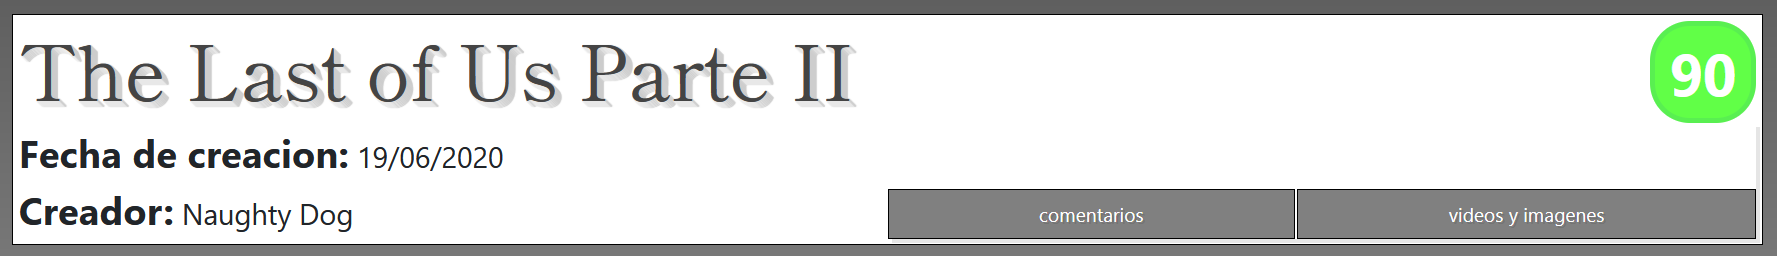 The Last of Us Parte II
90
Fecha de creacion: 19/06/2020
Creador: Naughty Dog
comentarios
videos y imagenes